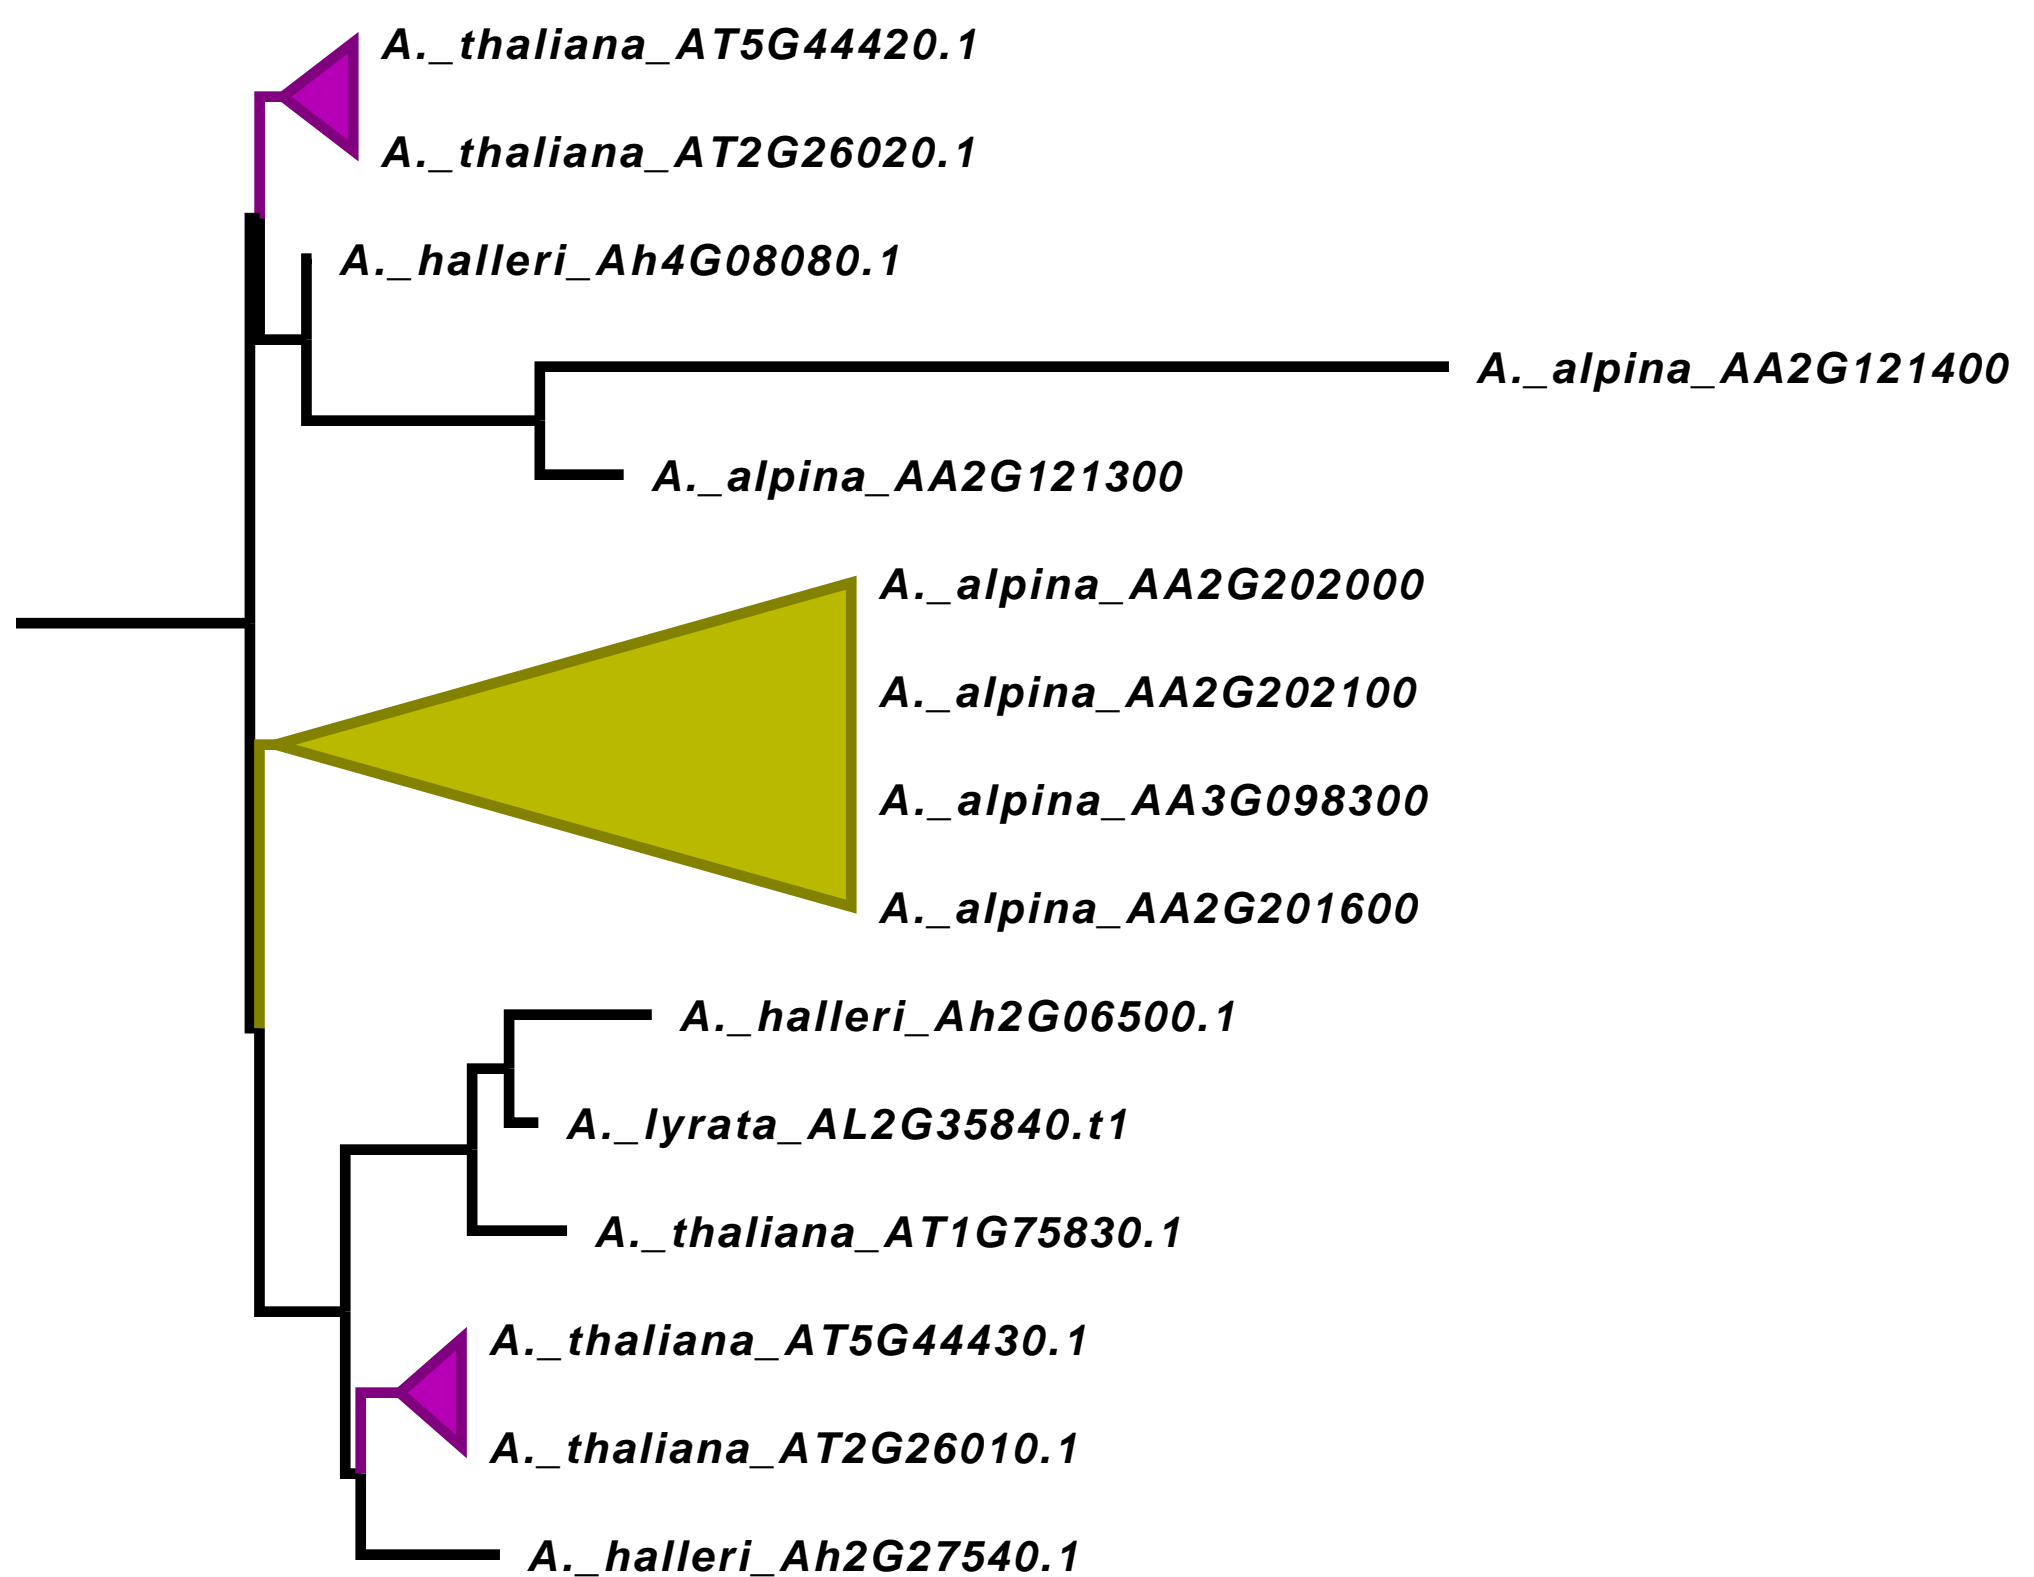 A._thaliana_AT5G44420.1
A._thaliana_AT2G26020.1
A._halleri_Ah4G08080.1
A._alpina_AA2G121400
A._alpina_AA2G121300
A._alpina_AA2G202000
A._alpina_AA2G202100
A._alpina_AA3G098300
A._alpina_AA2G201600
A._halleri_Ah2G06500.1
A._lyrata_AL2G35840.t1
A._thaliana_AT1G75830.1
A._thaliana_AT5G44430.1
A._thaliana_AT2G26010.1
A._halleri_Ah2G27540.1